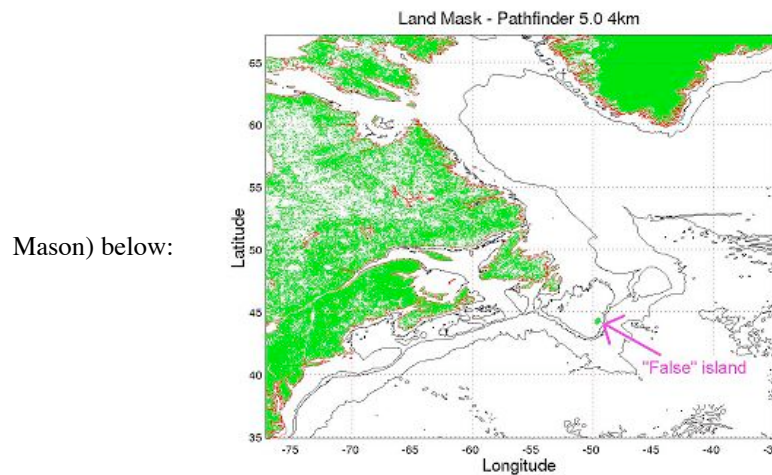 Land Mask - Pathfinder 5.0 4km
65
60
55
50
45
40
35
Latitude
Mason) below:
"False" island
-75 -70 -65 -60 -55 -50 -45 -40 -3
Longitude